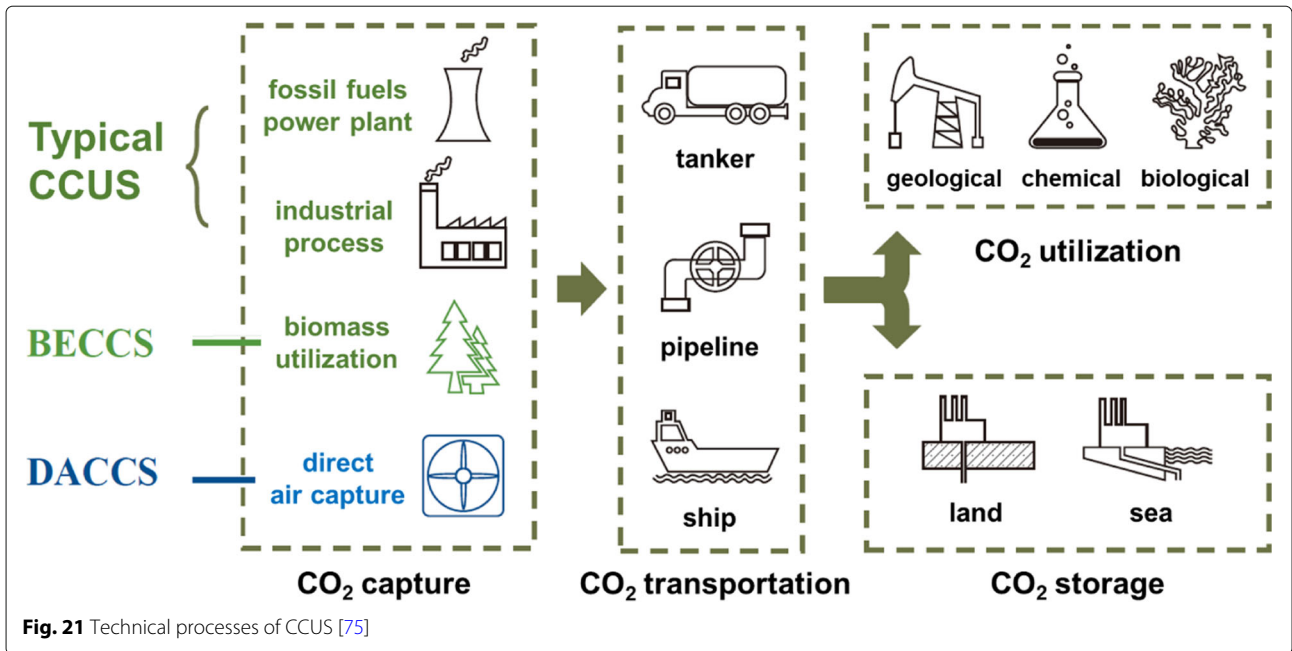 Typical
CCUS
BECCS
DACCS
fossil fuels
power plant
industrial
process
biomass
utilization
direct
air capture
CO₂ capture
tanker
pipeline
ship
CO₂ transportation
geological chemical biological
CO₂ utilization
land sea
CO₂ storage
Fig. 21 Technical processes of CCUS [75]